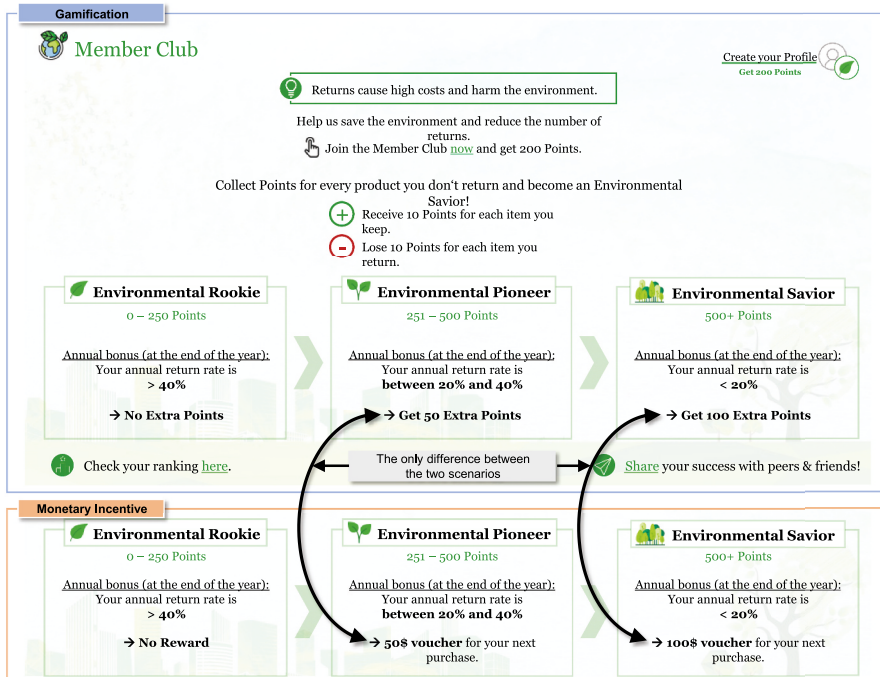 Gamification
Member Club
Create your Profile
Get 200 Points
Returns cause high costs and harm the environment.
Help us save the environment and reduce the number of
returns.
Join the Member Club now and get 200 Points.
Collect Points for every product you don't return and become an Environmental
Savior!
+ Receive 10 Points for each item you
keep.
- Lose 10 Points for each item you
return.
Environmental Rookie
0 – 250 Points
Annual bonus (at the end of the year):
Your annual return rate is
> 40%
→ No Extra Points
Environmental Pioneer
251 – 500 Points
Annual bonus (at the end of the year):
Your annual return rate is
between 20% and 40%
→ Get 50 Extra Points
Environmental Savior
500+ Points
Annual bonus (at the end of the year):
Your annual return rate is
< 20%
→ Get 100 Extra Points
Check your ranking here.
The only difference between
the two scenarios
Share your success with peers & friends!
Monetary Incentive
Environmental Rookie
0 – 250 Points
Annual bonus (at the end of the year):
Your annual return rate is
> 40%
→ No Reward
Environmental Pioneer
251 – 500 Points
Annual bonus (at the end of the year):
Your annual return rate is
between 20% and 40%
→ 50$ voucher for your next
purchase.
Environmental Savior
500+ Points
Annual bonus (at the end of the year):
Your annual return rate is
< 20%
→ 100$ voucher for your next
purchase.